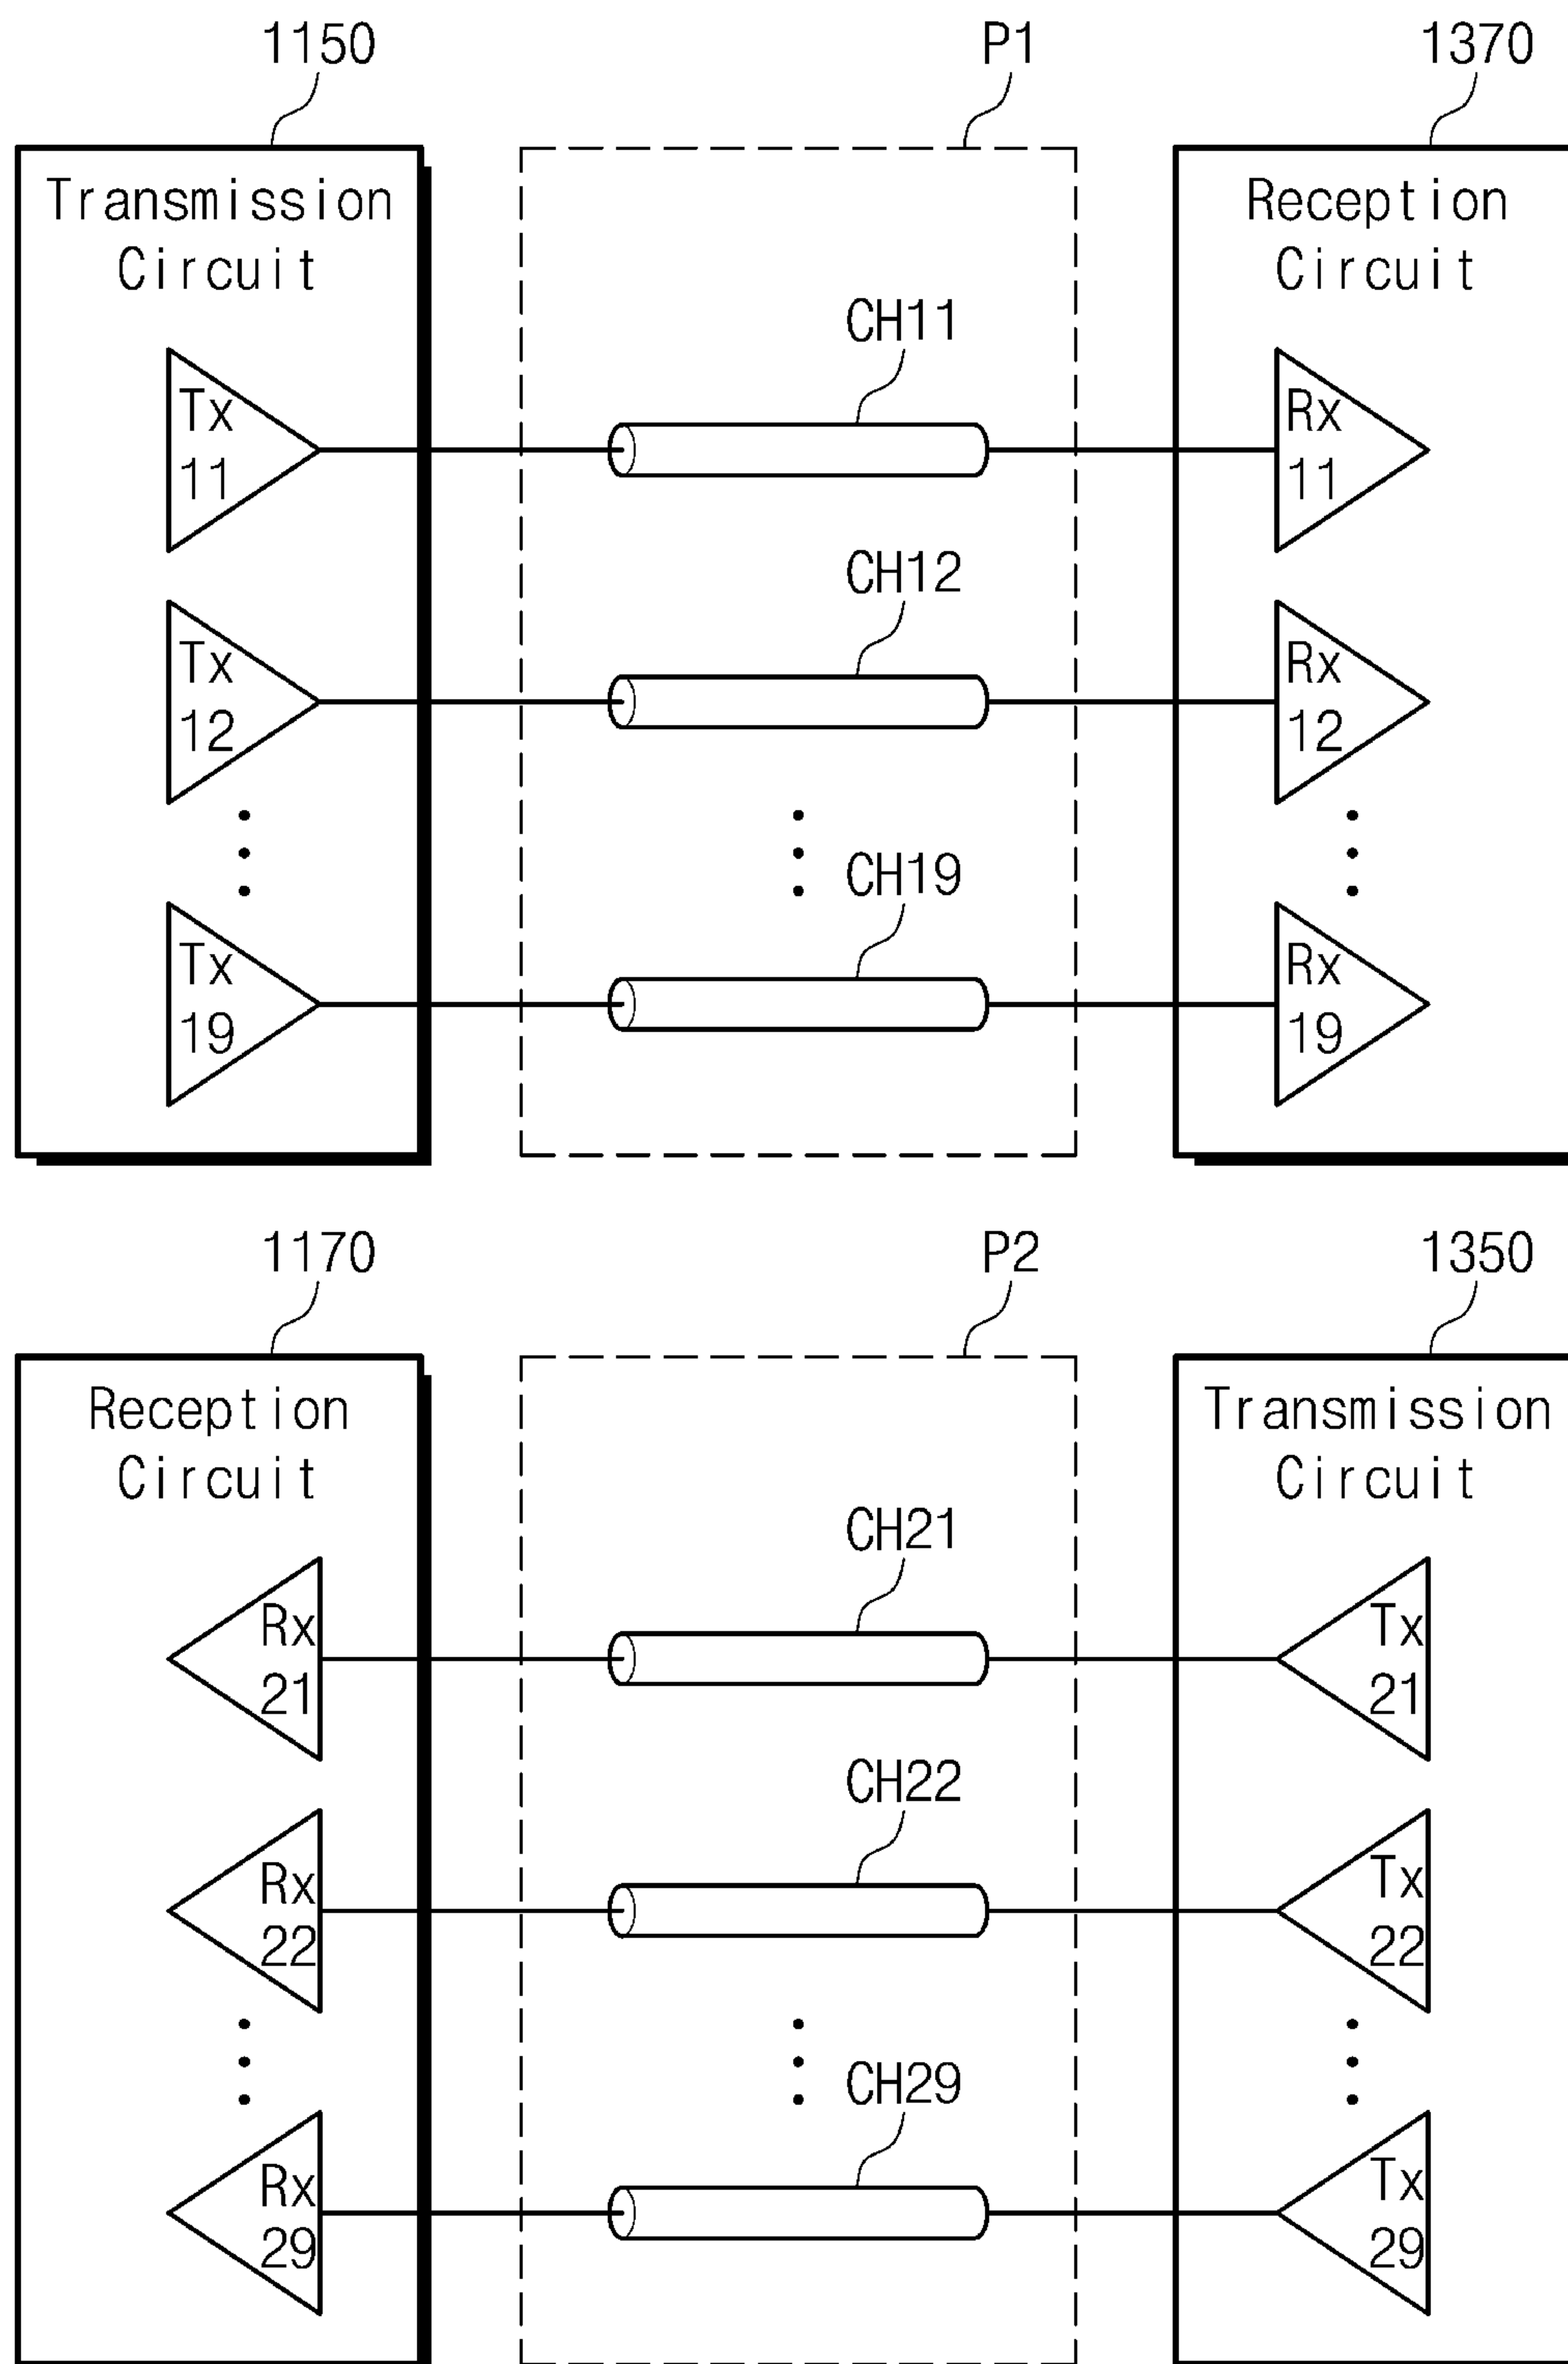 1150
P1
1370
Transmission
Circuit
Reception
Circuit
CH11
Tx
11
Rx
11
CH12
Tx
12
Rx
12
CH19
Tx
19
Rx
19
1170
P2
1350
Reception
Circuit
Transmission
Circuit
CH21
Rx
21
Tx
21
CH22
Rx
22
Tx
22
CH29
Rx
29
Tx
29